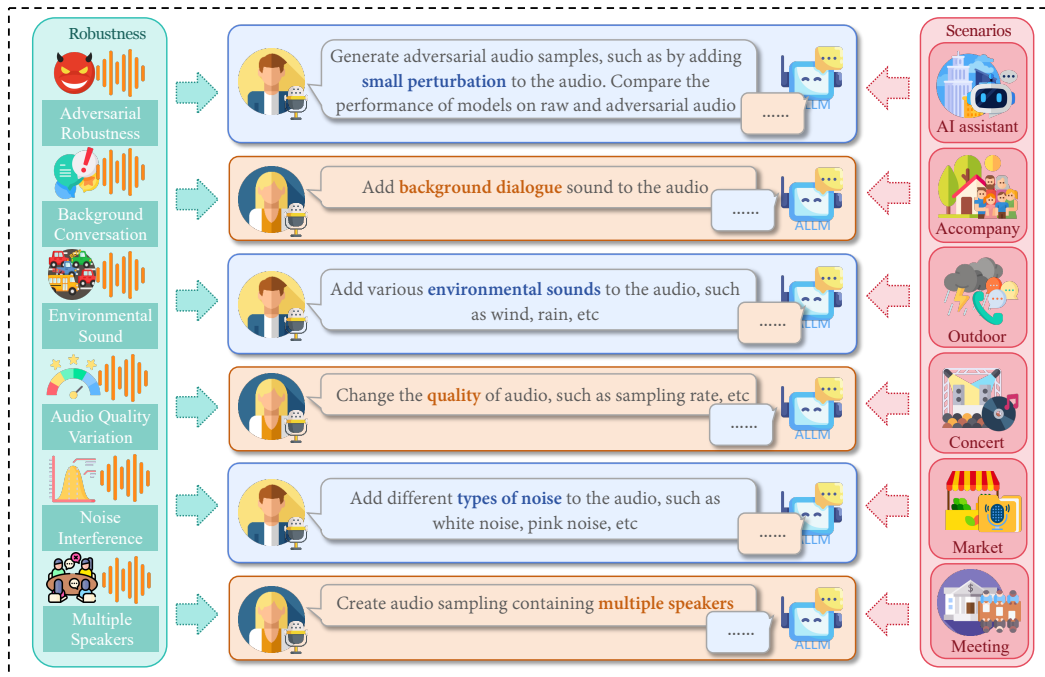 Robustness
Adversarial
Robustness
Background
Conversation
Environmental
Sound
Audio Quality
Variation
Noise
Interference
Multiple
Speakers
Generate adversarial audio samples, such as by adding
small perturbation to the audio. Compare the
performance of models on raw and adversarial audio
......
ALLM
Add background dialogue sound to the audio
......
ALLM
Add various environmental sounds to the audio, such
as wind, rain, etc
......
ALLM
Change the quality of audio, such as sampling rate, etc
......
ALLM
Add different types of noise to the audio, such as
white noise, pink noise, etc
......
ALLM
Create audio sampling containing multiple speakers
......
ALLM
Scenarios
AI assistant
Accompany
Outdoor
Concert
Market
Meeting